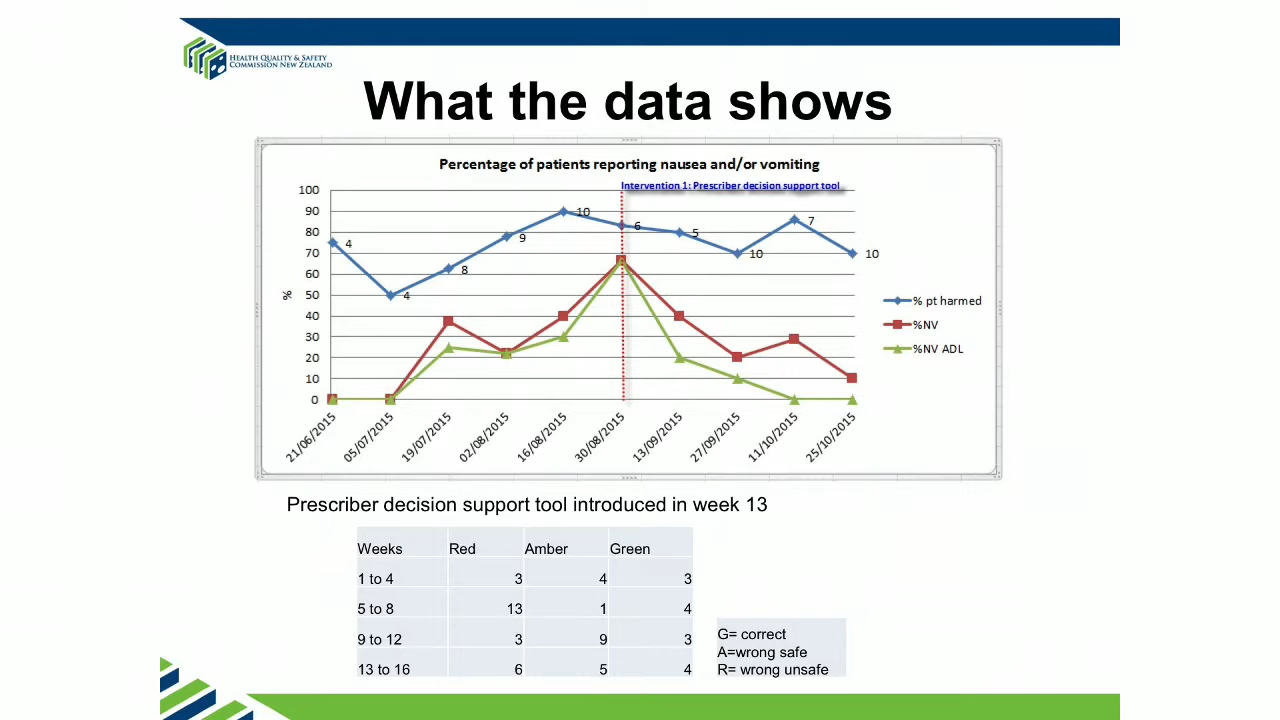 HEALTH QUALITY & SAFETY
COMMISSION NEW ZEALAND
What the data shows
Percentage of patients reporting nausea and/or vomiting
Intervention 1: Prescriber decision support tool
100
90
80
70
60
50
40
30
20
10
0
%
4
4
8
9
10
6
5
10
7
10
% pt harmed
%NV
%NV ADL
21/06/2015
05/07/2015
19/07/2015
02/08/2015
16/08/2015
30/08/2015
13/09/2015
27/09/2015
11/10/2015
25/10/2015
Prescriber decision support tool introduced in week 13
Weeks Red Amber Green
1 to 4 3 4 3
5 to 8 13 1 4
9 to 12 3 9 3
13 to 16 6 5 4
G= correct
A=wrong safe
R= wrong unsafe